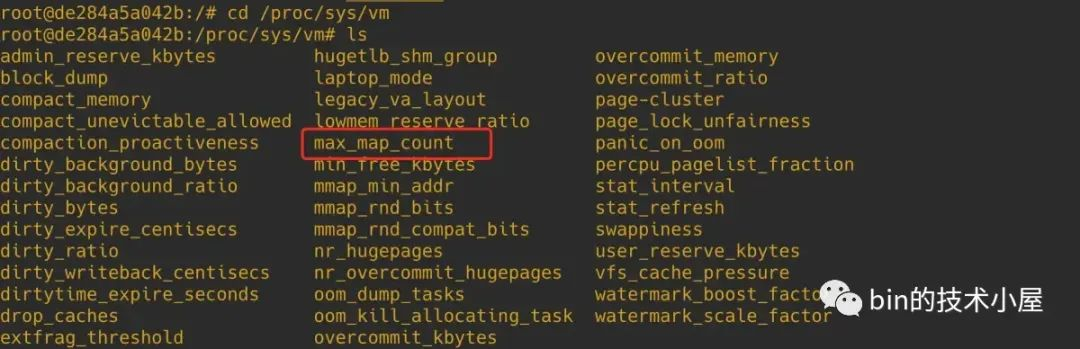 root@de284a5a042b:/# cd /proc/sys/vm
root@de284a5a042b:/proc/sys/vm# ls
admin_reserve_kbytes hugetlb_shm_group overcommit_memory
block_dump laptop_mode overcommit_ratio
compact_memory legacy_va_layout page-cluster
compact_unevictable_allowed lowmem_reserve_ratio page_lock_unfairness
compaction_proactiveness max_map_count panic_on_oom
dirty_background_bytes min_free_kbytes percpu_pagelist_fraction
dirty_background_ratio mmap_min_addr stat_interval
dirty_bytes mmap_rnd_bits stat_refresh
dirty_expire_centisecs mmap_rnd_compat_bits swappiness
dirty_ratio nr_hugepages user_reserve_kbytes
dirty_writeback_centisecs nr_overcommit_hugepages vfs_cache_pressure
dirtytime_expire_seconds oom_dump_tasks watermark_boost_factor
drop_caches oom_kill_allocating_task watermark_scale_factor
extfrag_threshold overcommit_kbytes
bin的技术小屋